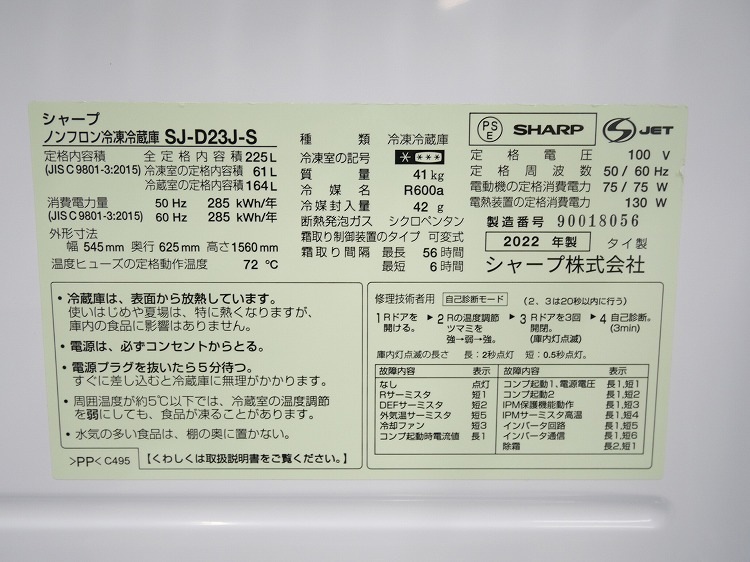 シャープ
ノンフロン冷凍冷蔵庫 SJ-D23J-S
定格内容積 全定格内容積 225L
(JIS C 9801-3:2015) 冷凍室の定格内容積 61L
冷蔵室の定格内容積 164L
消費電力量 50 Hz 285 kWh/年
(JIS C 9801-3:2015) 60 Hz 285 kWh/年
外形寸法
幅 545mm 奥行 625mm 高さ1560mm
温度ヒューズの定格動作温度 72 ℃
種類 冷凍冷蔵庫
冷凍室の記号 * ***
質量 41kg
冷媒名 R600a
冷媒封入量 42 g
断熱発泡ガス シクロペンタン
霜取り制御装置のタイプ 可変式
霜取り間隔 最長 56時間
最短 6時間
PSE SHARP S JET
定格電圧 100 V
定格周波数 50/60 Hz
電動機の定格消費電力 75/75 W
電熱装置の定格消費電力 130 W
製造番号 90018056
2022 年製 タイ製
シャープ株式会社
• 冷蔵庫は、表面から放熱しています。
使いはじめや夏場は、特に熱くなりますが、
庫内の食品に影響はありません。
• 電源は、必ずコンセントからとる。
• 電源プラグを抜いたら5分待つ。
すぐに差し込むと冷蔵庫に無理がかかります。
• 周囲温度が約5℃以下では、冷蔵室の温度調節
を弱にしても、食品が凍ることがあります。
• 水気の多い食品は、棚の奥に置かない。
>PP< C495 【くわしくは取扱説明書をご覧ください。】
修理技術者用 自己診断モード (2、3は20秒以内に行う)
1 Rドアを開ける。 ▶ 2 Rの温度調節ツマミを強→弱→強。 ▶ 3 Rドアを3回開閉。(庫内灯点滅) ▶ 4 自己診断。(3min)
庫内灯点滅の長さ 長:2秒点灯 短:0.5秒点灯。
故障内容 表示 故障内容 表示
なし 点灯 コンプ起動1、電源電圧 長1、短1
Rサーミスタ 短1 コンプ起動2 長1、短2
DEFサーミスタ 短2 IPM保護機能動作 長1、短3
外気温サーミスタ 短5 IPMサーミスタ高温 長1、短4
冷却ファン 短3 インバータ回路 長1、短5
コンプ起動時電流値 長1 インバータ通信 長1、短6
除霜 長2、短1